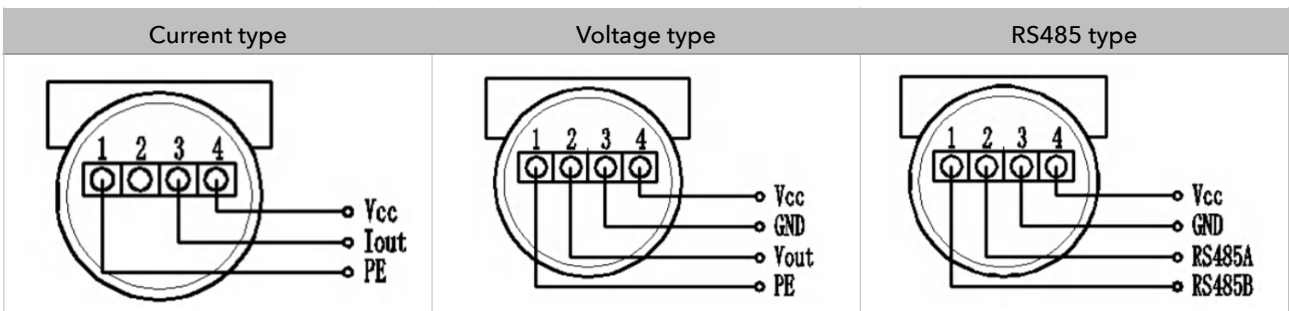 Current type
Voltage type
RS485 type
1 2 3 4
Vcc
Iout
PE
1 2 3 4
Vcc
GND
Vout
PE
1 2 3 4
Vcc
GND
RS485A
RS485B